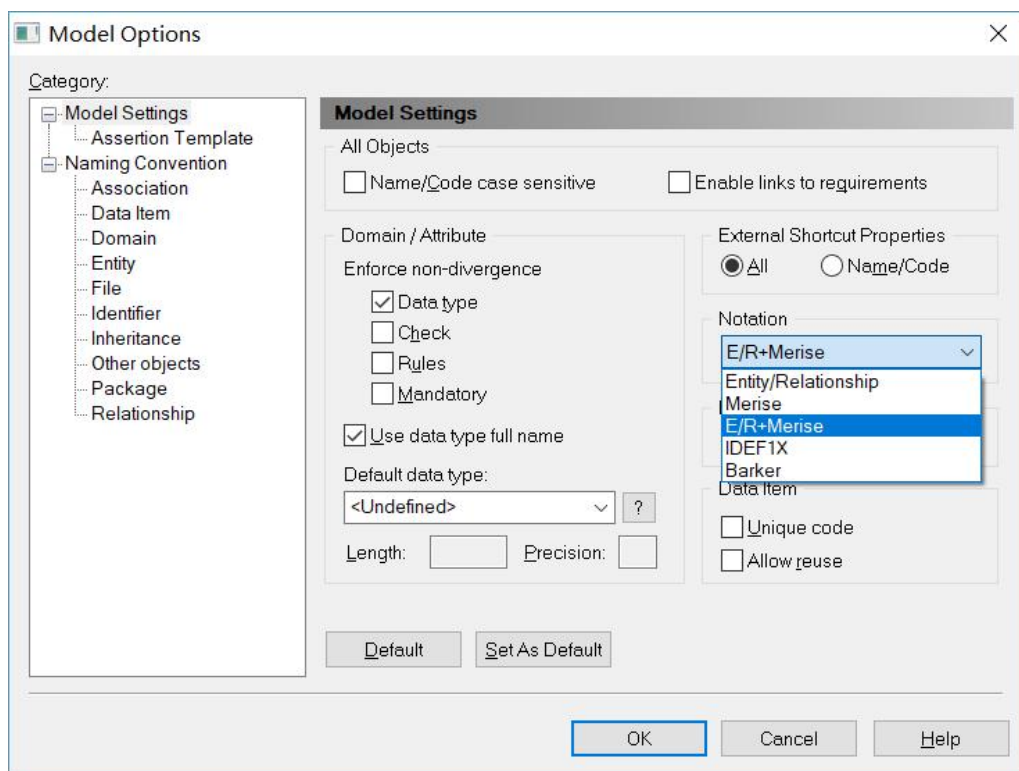 Model Options
Category:
Model Settings
Assertion Template
Naming Convention
Association
Data Item
Domain
Entity
File
Identifier
Inheritance
Other objects
Package
Relationship
Model Settings
All Objects
Name/Code case sensitive
Enable links to requirements
Domain / Attribute
Enforce non-divergence
Data type
Check
Rules
Mandatory
Use data type full name
Default data type:
<Undefined>
?
Length:
Precision:
External Shortcut Properties
All
Name/Code
Notation
E/R+Merise
Entity/Relationship
Merise
E/R+Merise
IDEF1X
Barker
Data Item
Unique code
Allow reuse
Default
Set As Default
OK
Cancel
Help